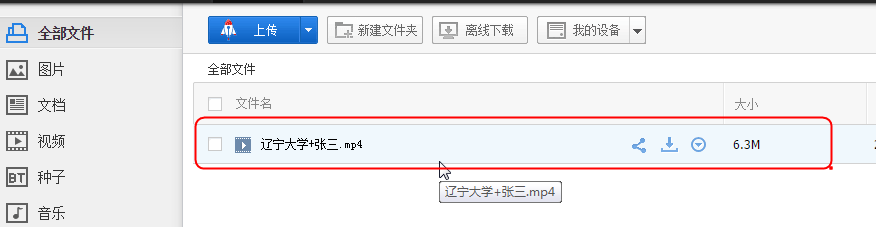 全部文件
图片
文档
视频
BT 种子
音乐
上传 新建文件夹 离线下载 我的设备
全部文件
文件名 大小
辽宁大学+张三.mp4 6.3M
辽宁大学+张三.mp4